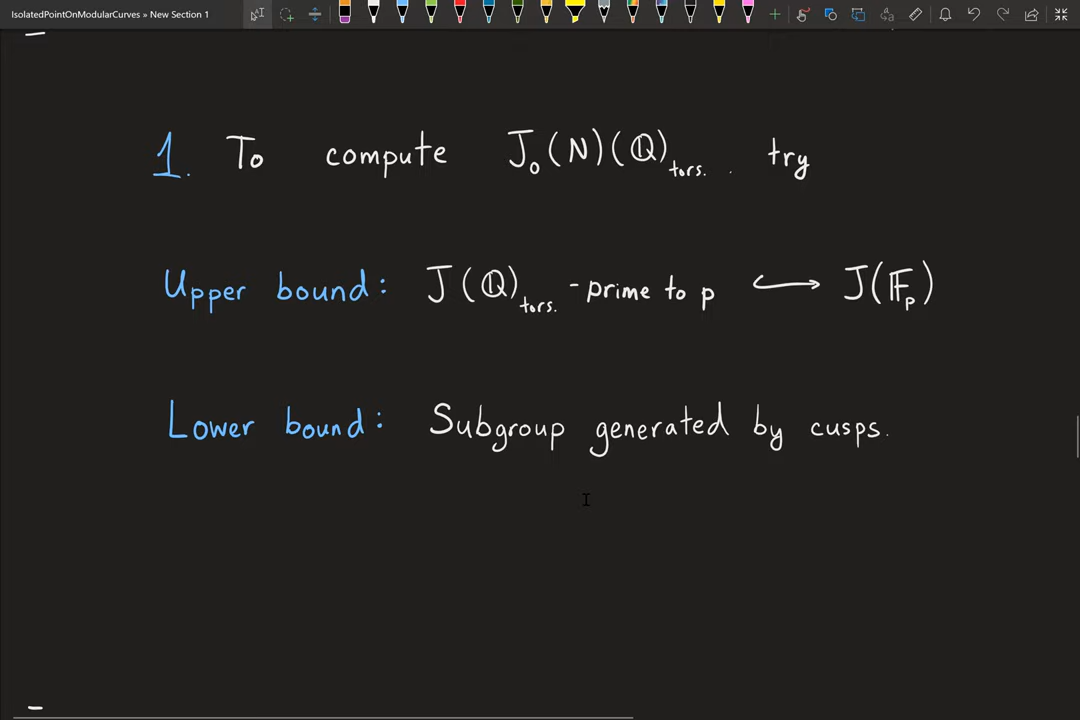 IsolatedPointOnModularCurves » New Section 1
1. To compute J₀(N)(ℚ)tors. try
Upper bound: J(ℚ)tors. - prime to p ↪ J(𝔽p)
Lower bound: Subgroup generated by cusps.